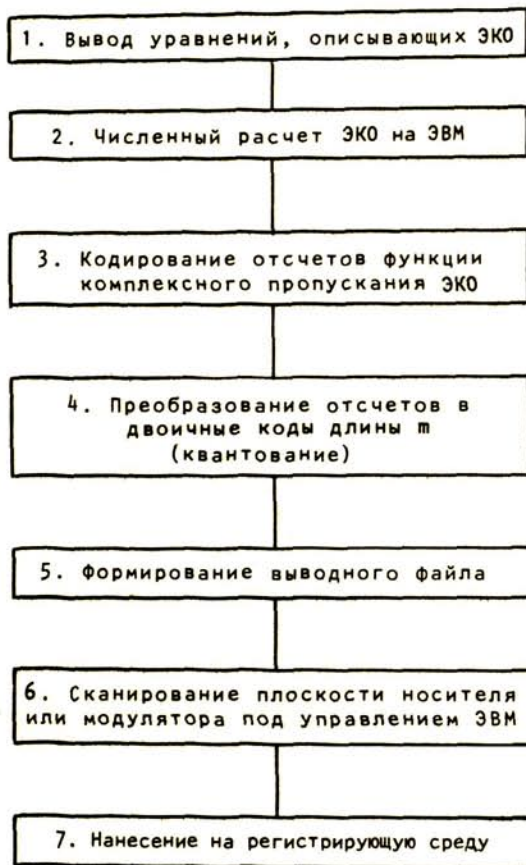 1. Вывод уравнений, описывающих ЭКО
2. Численный расчет ЭКО на ЭВМ
3. Кодирование отсчетов функции
комплексного пропускания ЭКО
4. Преобразование отсчетов в
двоичные коды длины m
(квантование)
5. Формирование выводного файла
6. Сканирование плоскости носителя
или модулятора под управлением ЭВМ
7. Нанесение на регистрирующую среду